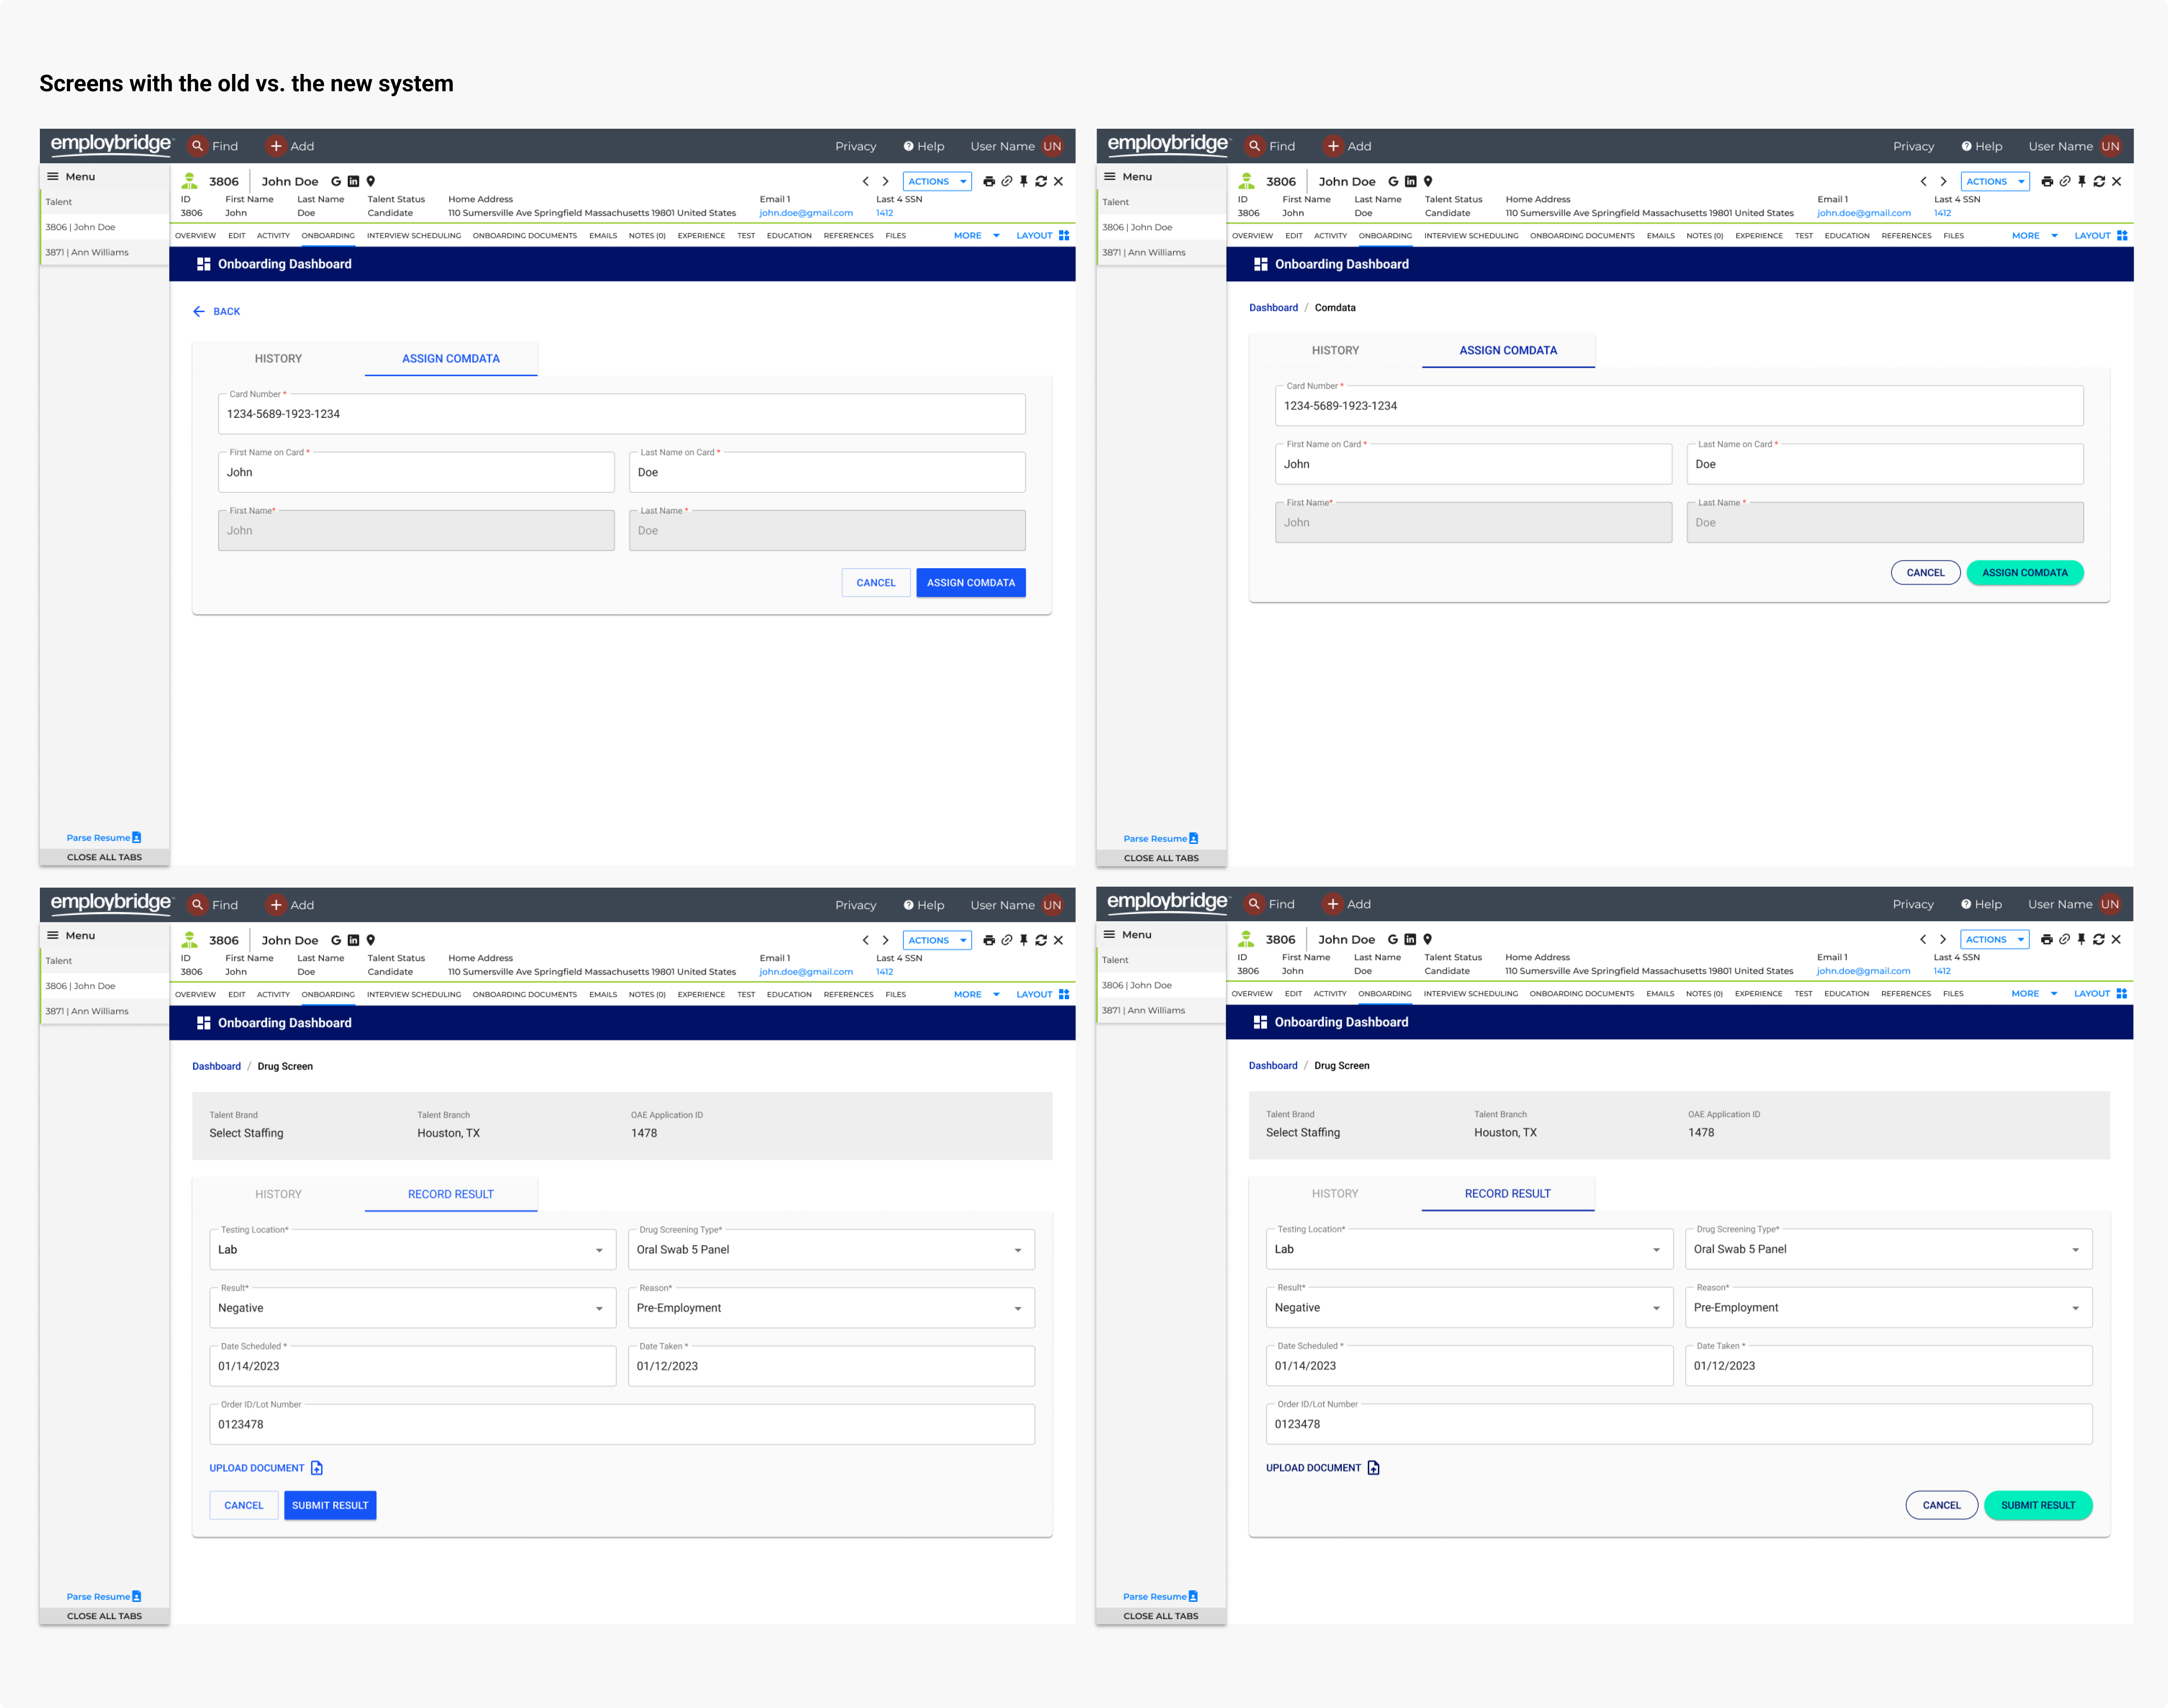 Screens with the old vs. the new system
employbridge Find Add Privacy Help User Name UN
Menu
Talent
3806 | John Doe
3871 | Ann Williams
3806 John Doe ACTIONS
ID First Name Last Name Talent Status Home Address Email 1 Last 4 SSN
3806 John Doe Candidate 110 Sumersville Ave Springfield Massachusetts 19801 United States john.doe@gmail.com 1412
OVERVIEW EDIT ACTIVITY ONBOARDING INTERVIEW SCHEDULING ONBOARDING DOCUMENTS EMAILS NOTES (0) EXPERIENCE TEST EDUCATION REFERENCES FILES MORE LAYOUT
Onboarding Dashboard
BACK
HISTORY ASSIGN COMDATA
Card Number *
1234-5689-1923-1234
First Name on Card * Last Name on Card *
John Doe
First Name* Last Name *
John Doe
CANCEL ASSIGN COMDATA
Parse Resume
CLOSE ALL TABS
employbridge Find Add Privacy Help User Name UN
Menu
Talent
3806 | John Doe
3871 | Ann Williams
3806 John Doe ACTIONS
ID First Name Last Name Talent Status Home Address Email 1 Last 4 SSN
3806 John Doe Candidate 110 Sumersville Ave Springfield Massachusetts 19801 United States john.doe@gmail.com 1412
OVERVIEW EDIT ACTIVITY ONBOARDING INTERVIEW SCHEDULING ONBOARDING DOCUMENTS EMAILS NOTES (0) EXPERIENCE TEST EDUCATION REFERENCES FILES MORE LAYOUT
Onboarding Dashboard
Dashboard / Comdata
HISTORY ASSIGN COMDATA
Card Number *
1234-5689-1923-1234
First Name on Card * Last Name on Card *
John Doe
First Name* Last Name *
John Doe
CANCEL ASSIGN COMDATA
Parse Resume
CLOSE ALL TABS
employbridge Find Add Privacy Help User Name UN
Menu
Talent
3806 | John Doe
3871 | Ann Williams
3806 John Doe ACTIONS
ID First Name Last Name Talent Status Home Address Email 1 Last 4 SSN
3806 John Doe Candidate 110 Sumersville Ave Springfield Massachusetts 19801 United States john.doe@gmail.com 1412
OVERVIEW EDIT ACTIVITY ONBOARDING INTERVIEW SCHEDULING ONBOARDING DOCUMENTS EMAILS NOTES (0) EXPERIENCE TEST EDUCATION REFERENCES FILES MORE LAYOUT
Onboarding Dashboard
Dashboard / Drug Screen
Talent Brand Talent Branch OAE Application ID
Select Staffing Houston, TX 1478
HISTORY RECORD RESULT
Testing Location* Drug Screening Type*
Lab Oral Swab 5 Panel
Result* Reason*
Negative Pre-Employment
Date Scheduled * Date Taken *
01/14/2023 01/12/2023
Order ID/Lot Number
0123478
UPLOAD DOCUMENT
CANCEL SUBMIT RESULT
Parse Resume
CLOSE ALL TABS
employbridge Find Add Privacy Help User Name UN
Menu
Talent
3806 | John Doe
3871 | Ann Williams
3806 John Doe ACTIONS
ID First Name Last Name Talent Status Home Address Email 1 Last 4 SSN
3806 John Doe Candidate 110 Sumersville Ave Springfield Massachusetts 19801 United States john.doe@gmail.com 1412
OVERVIEW EDIT ACTIVITY ONBOARDING INTERVIEW SCHEDULING ONBOARDING DOCUMENTS EMAILS NOTES (0) EXPERIENCE TEST EDUCATION REFERENCES FILES MORE LAYOUT
Onboarding Dashboard
Dashboard / Drug Screen
Talent Brand Talent Branch OAE Application ID
Select Staffing Houston, TX 1478
HISTORY RECORD RESULT
Testing Location* Drug Screening Type*
Lab Oral Swab 5 Panel
Result* Reason*
Negative Pre-Employment
Date Scheduled * Date Taken *
01/14/2023 01/12/2023
Order ID/Lot Number
0123478
UPLOAD DOCUMENT
CANCEL SUBMIT RESULT
Parse Resume
CLOSE ALL TABS